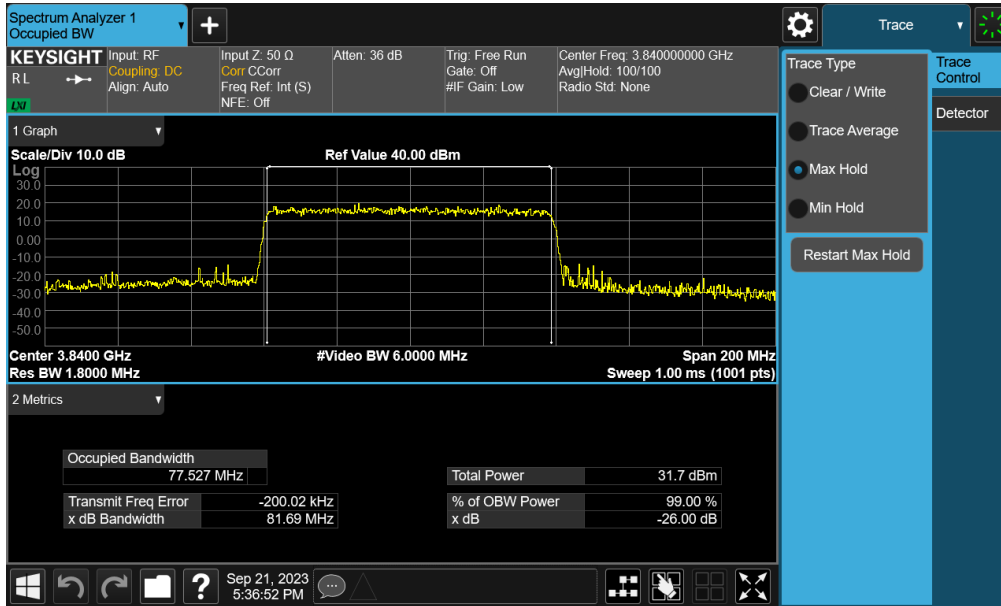 Spectrum Analyzer 1
Occupied BW
+
Trace
KEYSIGHT
R L
LXI
Input: RF
Coupling: DC
Align: Auto
Input Z: 50 Ω
Corr CCorr
Freq Ref: Int (S)
NFE: Off
Atten: 36 dB
Trig: Free Run
Gate: Off
#IF Gain: Low
Center Freq: 3.840000000 GHz
Avg|Hold: 100/100
Radio Std: None
Trace Type
Clear / Write
Trace Average
Max Hold
Min Hold
Restart Max Hold
Trace
Control
Detector
1 Graph
Scale/Div 10.0 dB
Ref Value 40.00 dBm
Log
30.0
20.0
10.0
0.00
-10.0
-20.0
-30.0
-40.0
-50.0
Center 3.8400 GHz
#Video BW 6.0000 MHz
Span 200 MHz
Res BW 1.8000 MHz
Sweep 1.00 ms (1001 pts)
2 Metrics
Occupied Bandwidth
77.527 MHz
Total Power 31.7 dBm
Transmit Freq Error -200.02 kHz
% of OBW Power 99.00 %
x dB Bandwidth 81.69 MHz
x dB -26.00 dB
?
Sep 21, 2023
5:36:52 PM